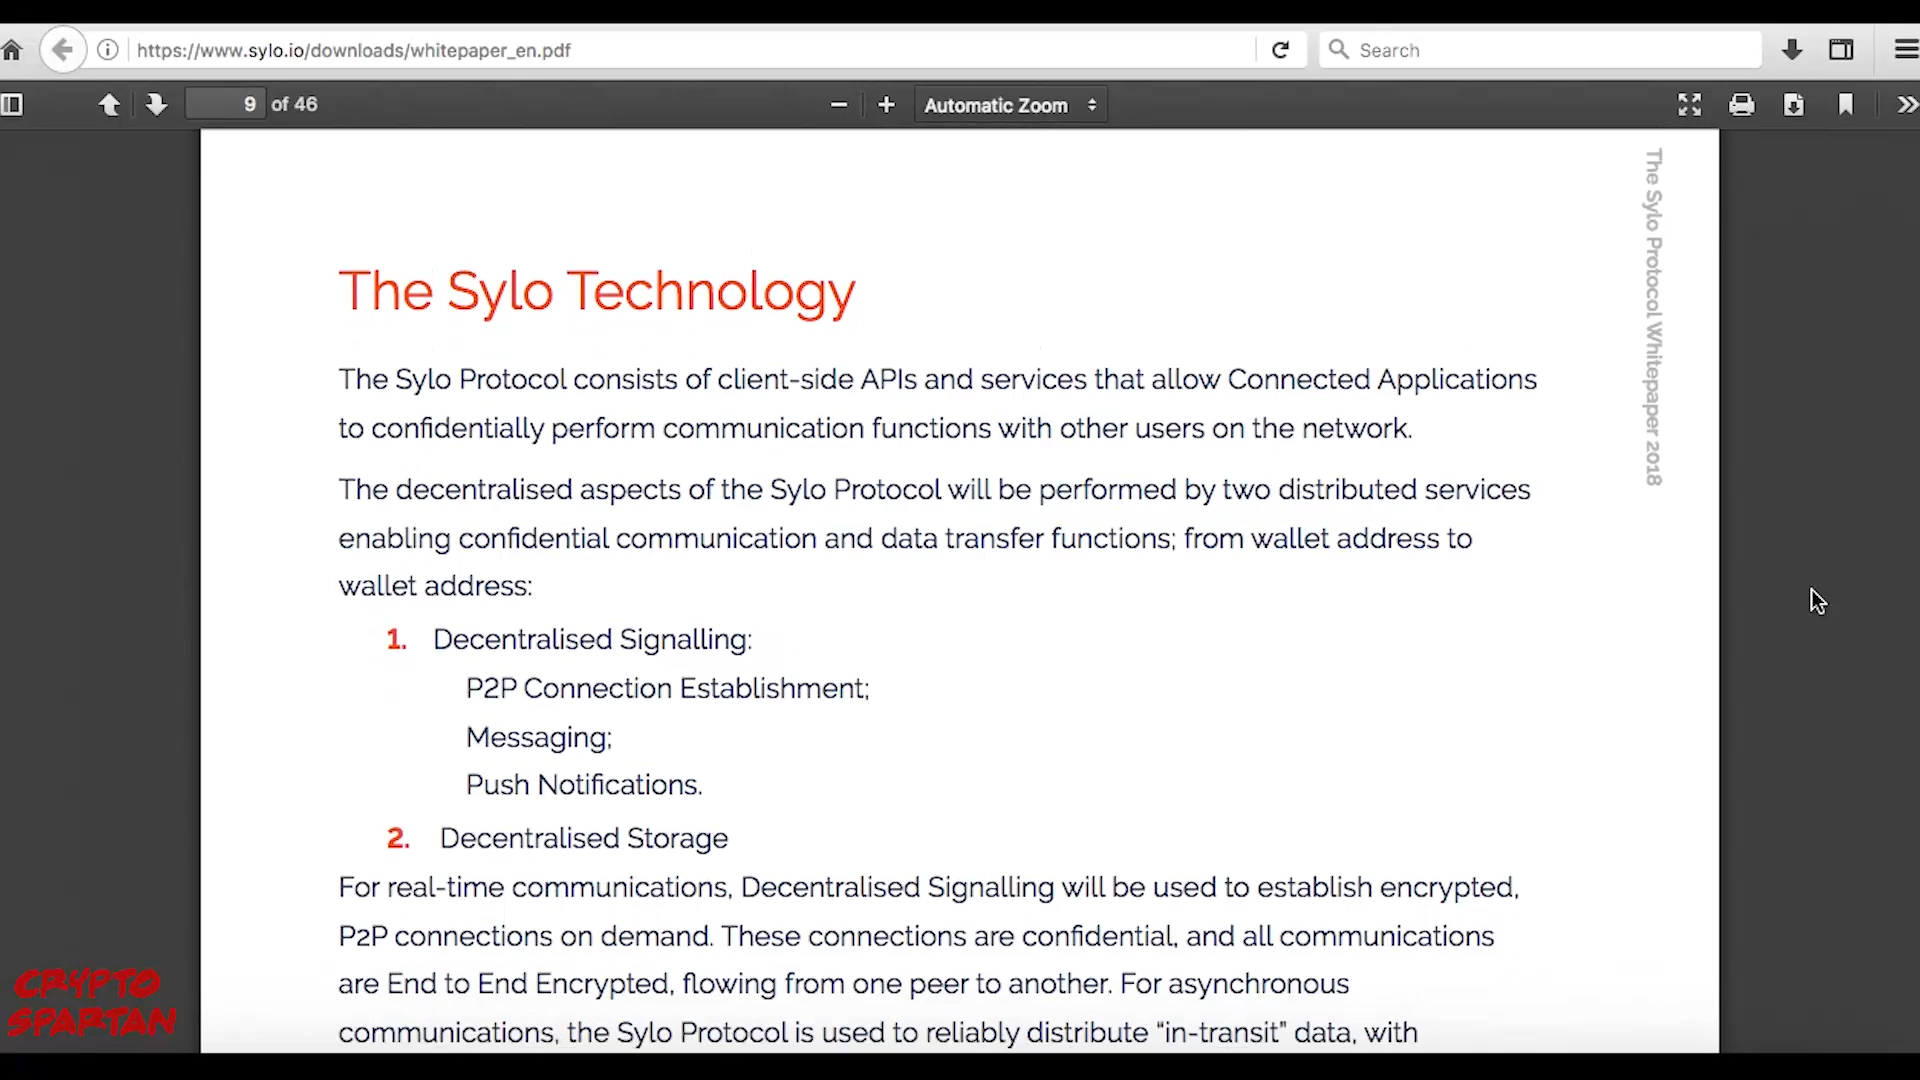 https://www.sylo.io/downloads/whitepaper_en.pdf
Search
9 of 46
Automatic Zoom
The Sylo Protocol Whitepaper 2018
The Sylo Technology
The Sylo Protocol consists of client-side APIs and services that allow Connected Applications
to confidentially perform communication functions with other users on the network.
The decentralised aspects of the Sylo Protocol will be performed by two distributed services
enabling confidential communication and data transfer functions; from wallet address to
wallet address:
1. Decentralised Signalling:
P2P Connection Establishment;
Messaging;
Push Notifications.
2. Decentralised Storage
For real-time communications, Decentralised Signalling will be used to establish encrypted,
P2P connections on demand. These connections are confidential, and all communications
are End to End Encrypted, flowing from one peer to another. For asynchronous
communications, the Sylo Protocol is used to reliably distribute “in-transit” data, with
CRYPTO
SPARTAN